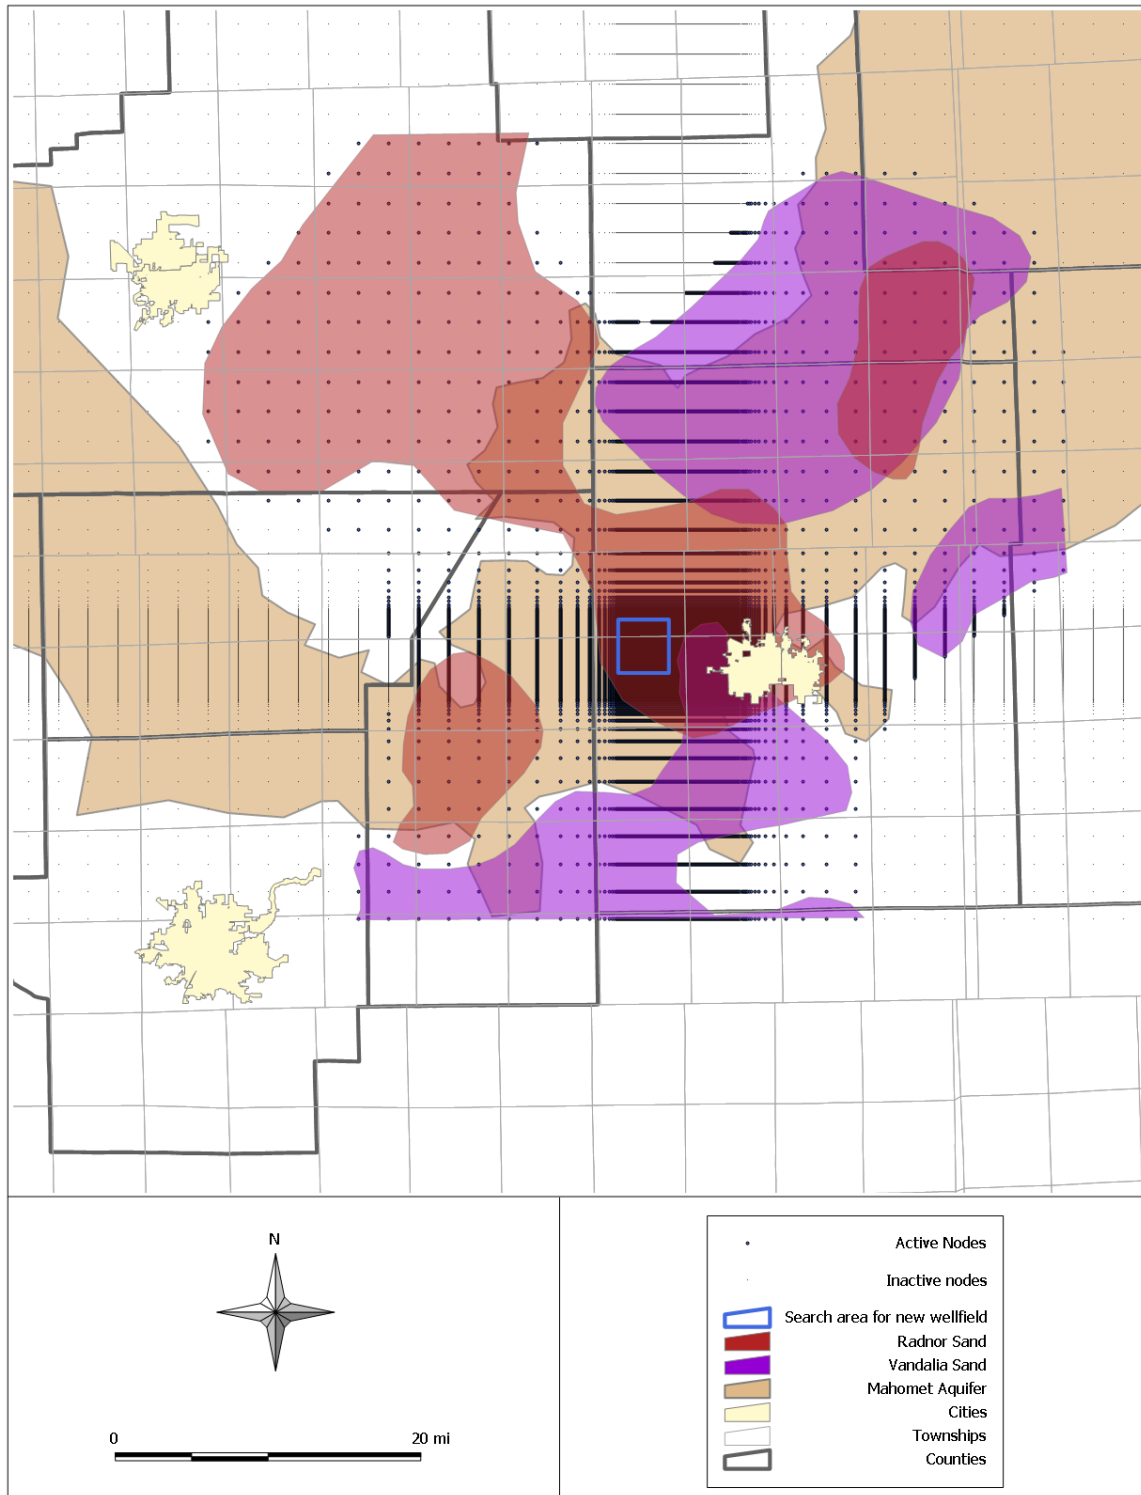 N
0 20 mi
Active Nodes
Inactive nodes
Search area for new wellfield
Radnor Sand
Vandalia Sand
Mahomet Aquifer
Cities
Townships
Counties